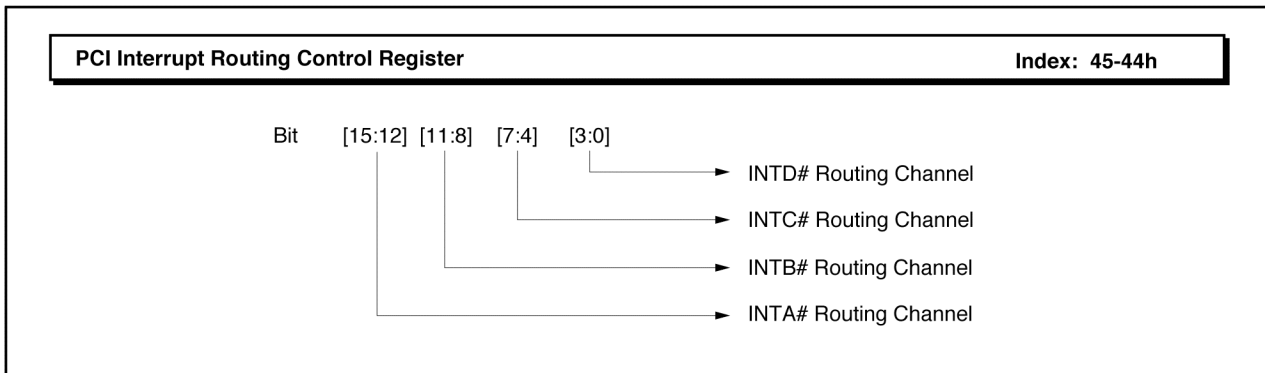 PCI Interrupt Routing Control Register Index: 45-44h
Bit [15:12] [11:8] [7:4] [3:0]
INTD# Routing Channel
INTC# Routing Channel
INTB# Routing Channel
INTA# Routing Channel